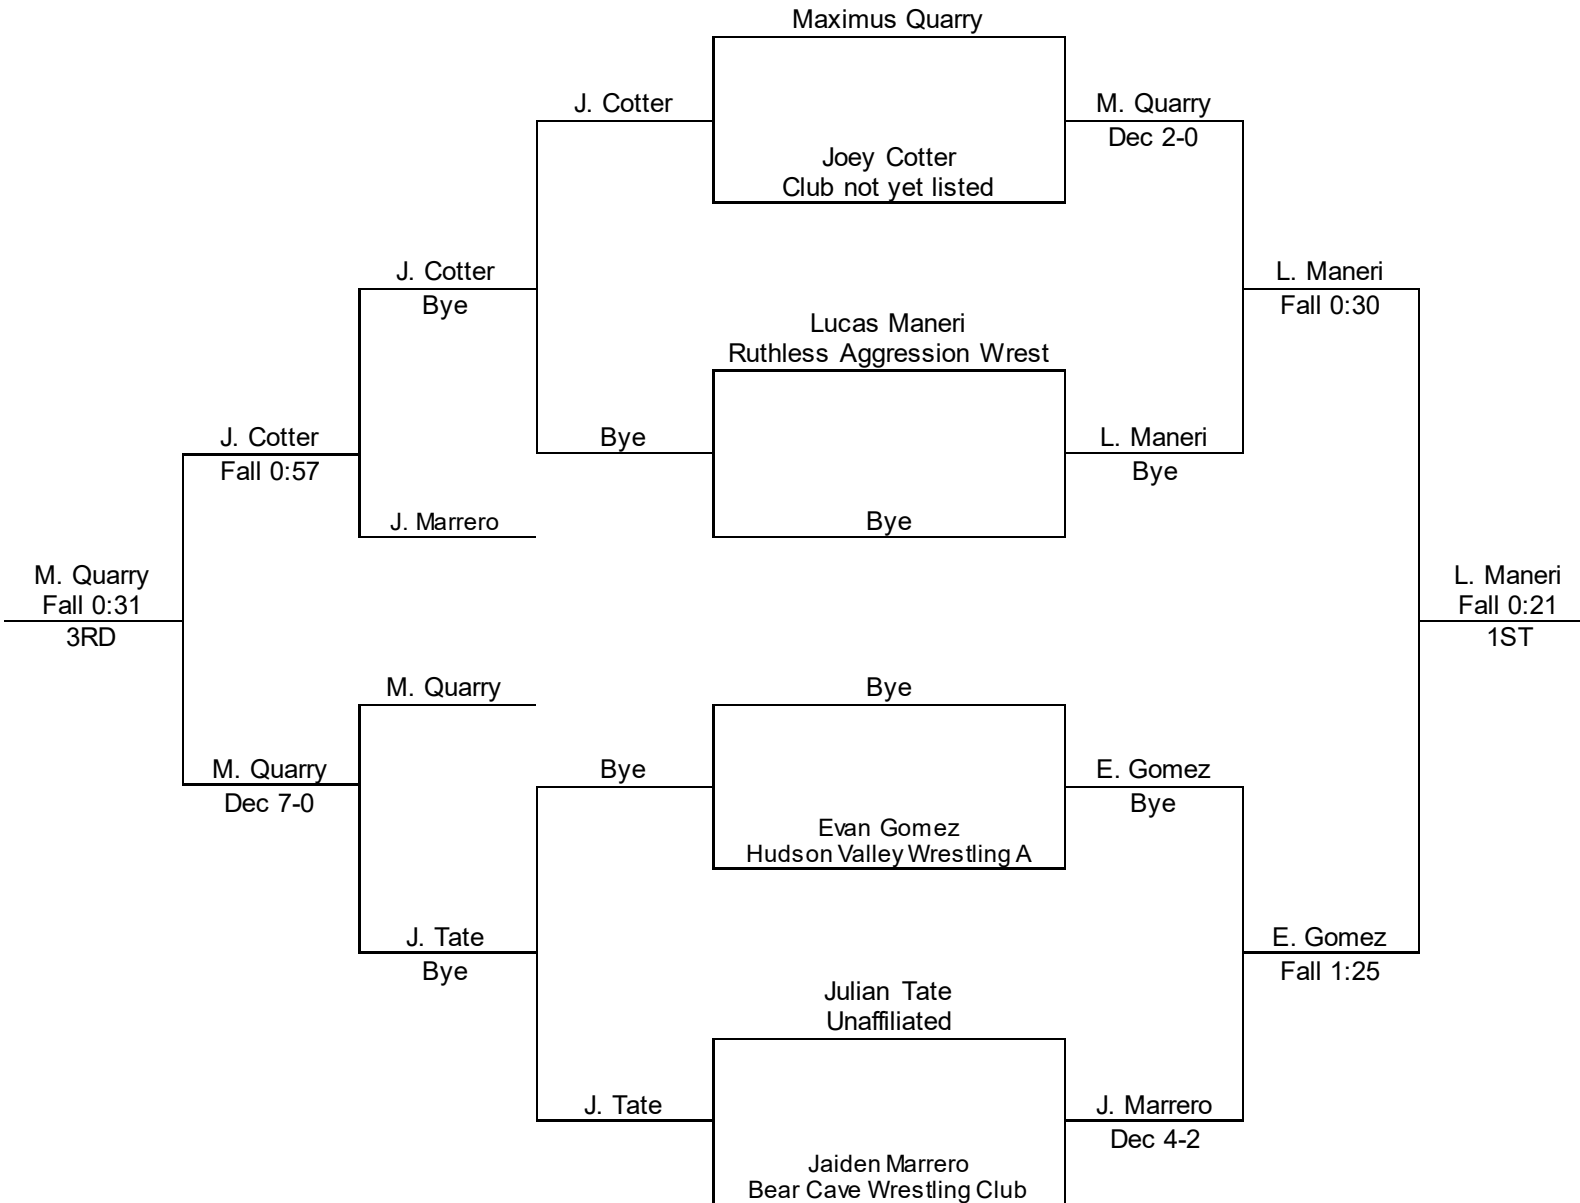 Maximus Quarry
J. Cotter
M. Quarry
Dec 2-0
Joey Cotter
Club not yet listed
J. Cotter
Bye
L. Maneri
Fall 0:30
Lucas Maneri
Ruthless Aggression Wrest
J. Cotter
Fall 0:57
Bye
L. Maneri
Bye
J. Marrero
Bye
M. Quarry
Fall 0:31
3RD
L. Maneri
Fall 0:21
1ST
M. Quarry
Bye
M. Quarry
Dec 7-0
Bye
E. Gomez
Bye
Evan Gomez
Hudson Valley Wrestling A
J. Tate
Bye
E. Gomez
Fall 1:25
Julian Tate
Unaffiliated
J. Tate
J. Marrero
Dec 4-2
Jaiden Marrero
Bear Cave Wrestling Club